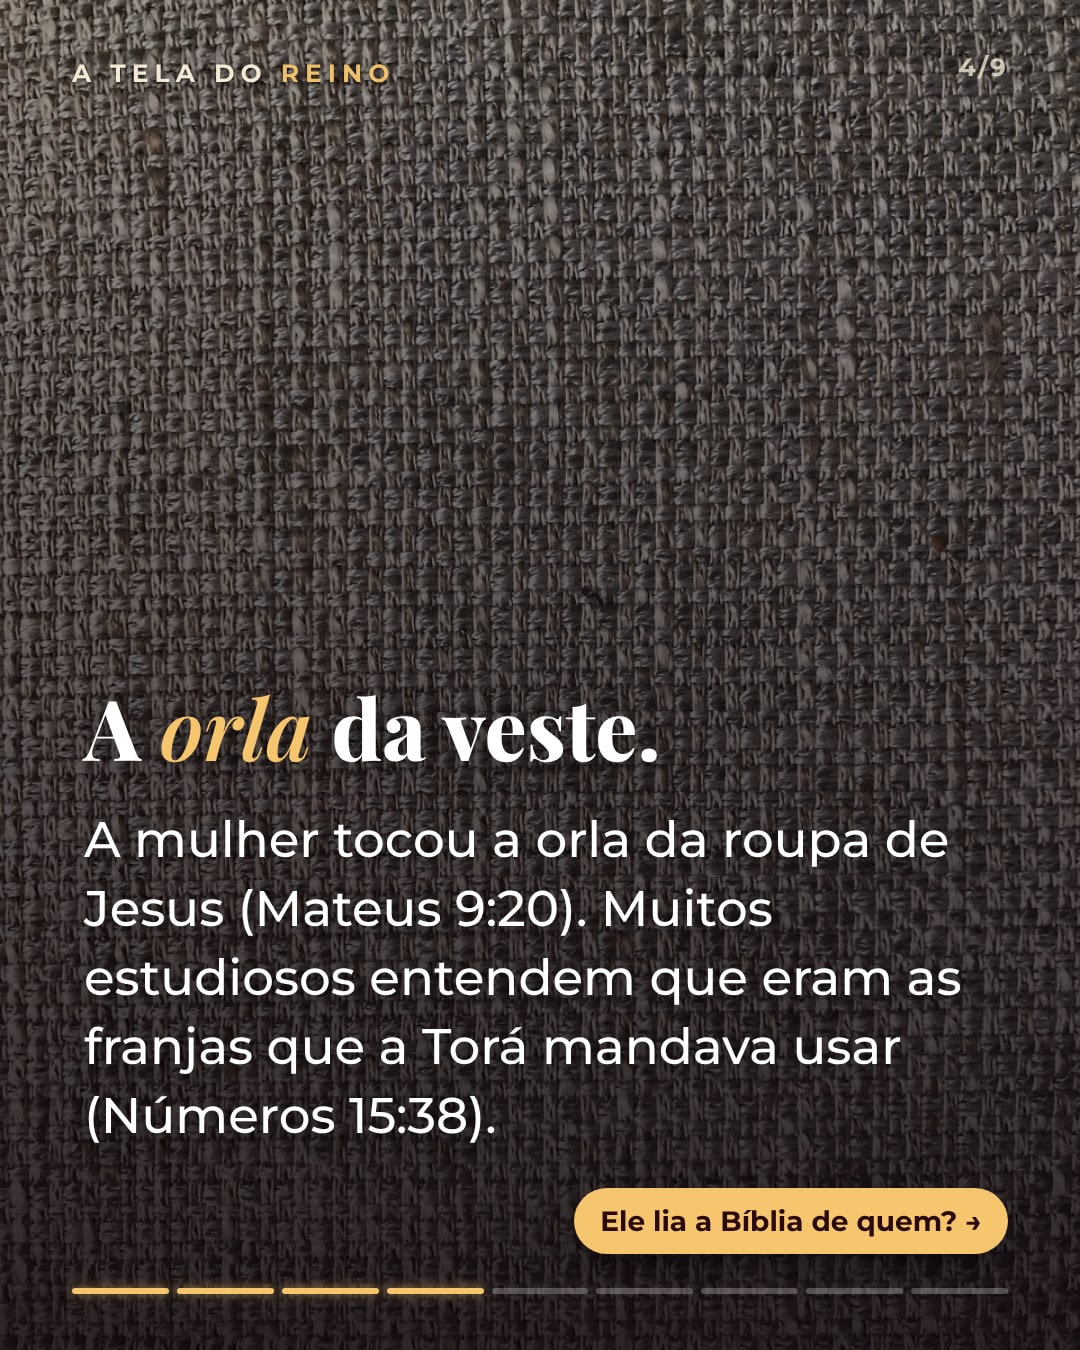 A TELA DO REINO
4/9
A orla da veste.
A mulher tocou a orla da roupa de
Jesus (Mateus 9:20). Muitos
estudiosos entendem que eram as
franjas que a Torá mandava usar
(Números 15:38).
Ele lia a Bíblia de quem? →